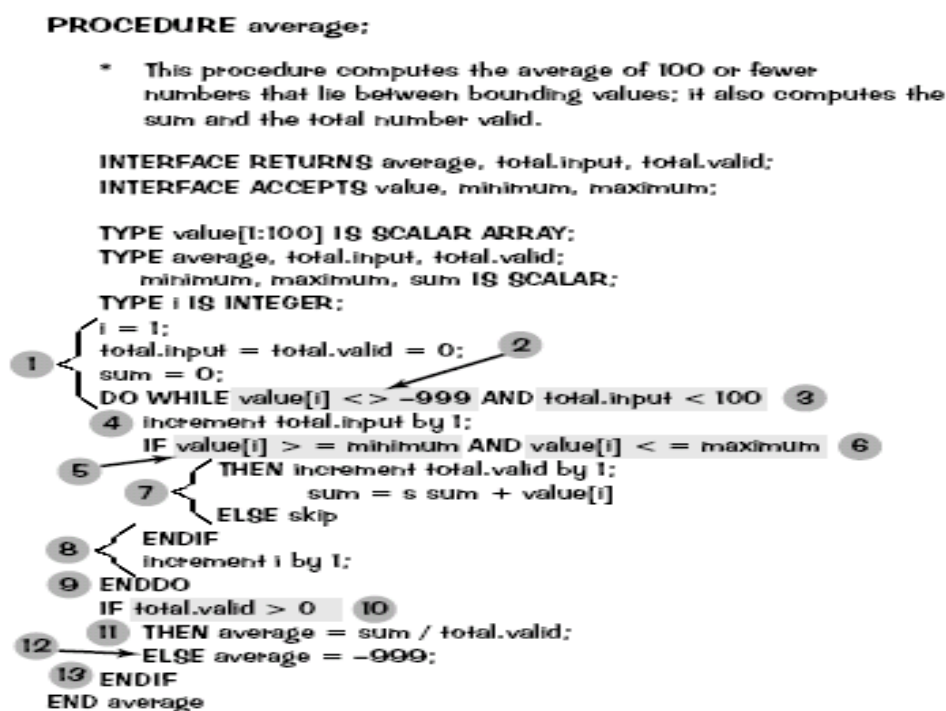 PROCEDURE average;
* This procedure computes the average of 100 or fewer
numbers that lie between bounding values; it also computes the
sum and the total number valid.
INTERFACE RETURNS average, total.input, total.valid;
INTERFACE ACCEPTS value, minimum, maximum;
TYPE value[1:100] IS SCALAR ARRAY;
TYPE average, total.input, total.valid;
minimum, maximum, sum IS SCALAR;
TYPE i IS INTEGER;
i = 1;
1 total.input = total.valid = 0; 2
sum = 0;
DO WHILE value[i] <> -999 AND total.input < 100 3
4 increment total.input by 1;
IF value[i] > = minimum AND value[i] < = maximum 6
5 THEN increment total.valid by 1;
7 sum = s sum + value[i]
ELSE skip
8 ENDIF
increment i by 1;
9 ENDDO
IF total.valid > 0 10
11 THEN average = sum / total.valid;
12 ELSE average = -999;
13 ENDIF
END average